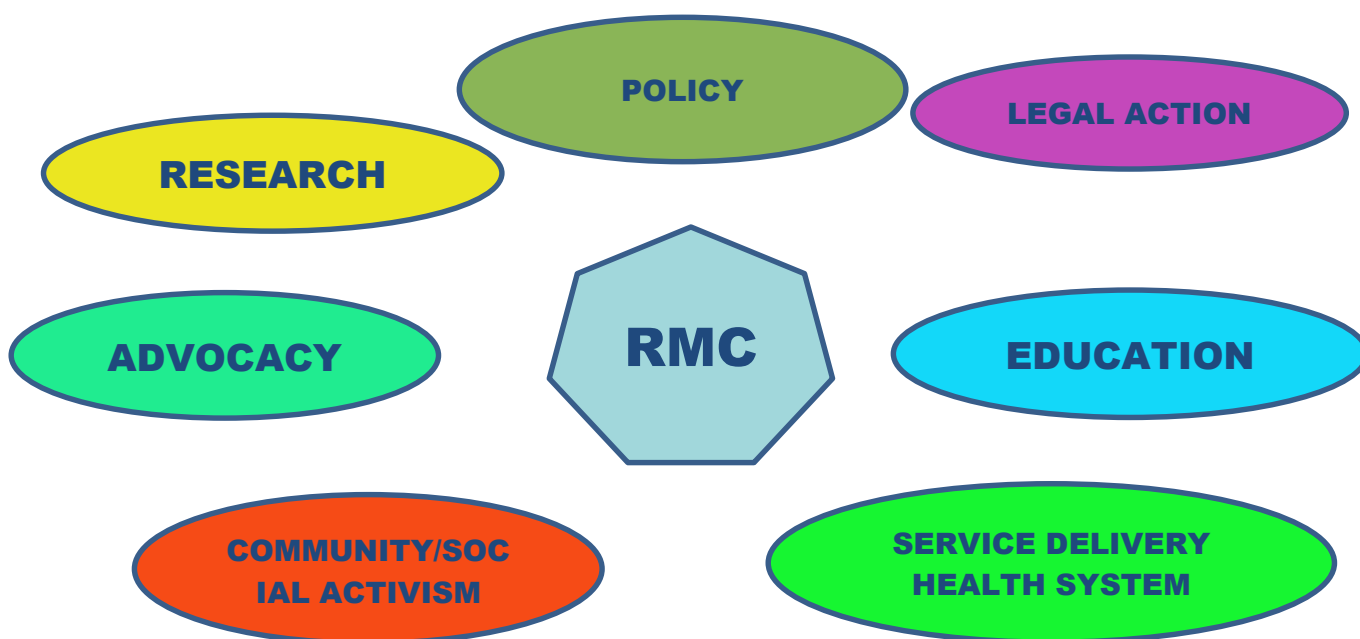 POLICY
LEGAL ACTION
RESEARCH
RMC
ADVOCACY
EDUCATION
COMMUNITY/SOC
IAL ACTIVISM
SERVICE DELIVERY
HEALTH SYSTEM